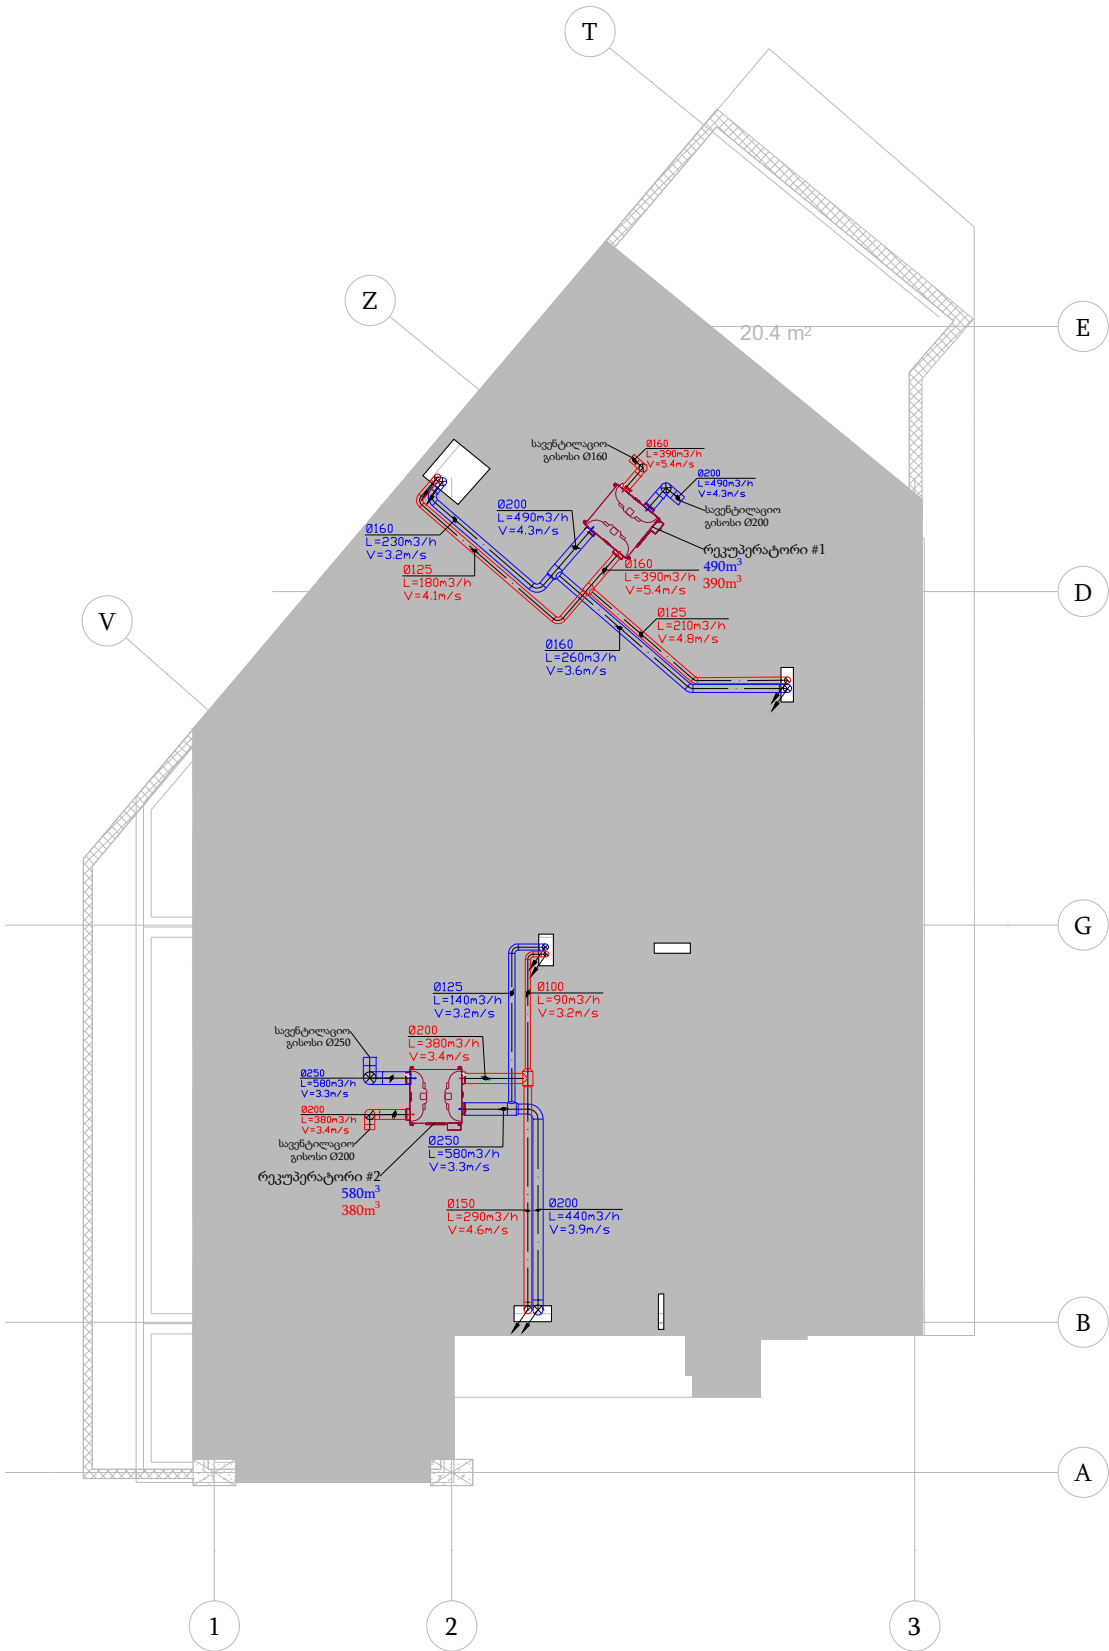 T
Z
E
20.4 m²
სავენტილაციო
გისოსი Ø160
Ø160
L=390m3/h
V=5.4m/s
Ø200
L=490m3/h
V=4.3m/s
სავენტილაციო
გისოსი Ø200
Ø200
L=490m3/h
V=4.3m/s
Ø160
L=230m3/h
V=3.2m/s
რეკუპერატორი #1
490m³
390m³
Ø160
L=390m3/h
V=5.4m/s
Ø125
L=180m3/h
V=4.1m/s
D
V
Ø125
L=210m3/h
V=4.8m/s
Ø160
L=260m3/h
V=3.6m/s
G
Ø125
L=140m3/h
V=3.2m/s
Ø100
L=90m3/h
V=3.2m/s
სავენტილაციო
გისოსი Ø250
Ø200
L=380m3/h
V=3.4m/s
Ø250
L=580m3/h
V=3.3m/s
Ø200
L=380m3/h
V=3.4m/s
სავენტილაციო
გისოსი Ø200
Ø250
L=580m3/h
V=3.3m/s
რეკუპერატორი #2
580m³
380m³
Ø150
L=290m3/h
V=4.6m/s
Ø200
L=440m3/h
V=3.9m/s
B
A
1
2
3